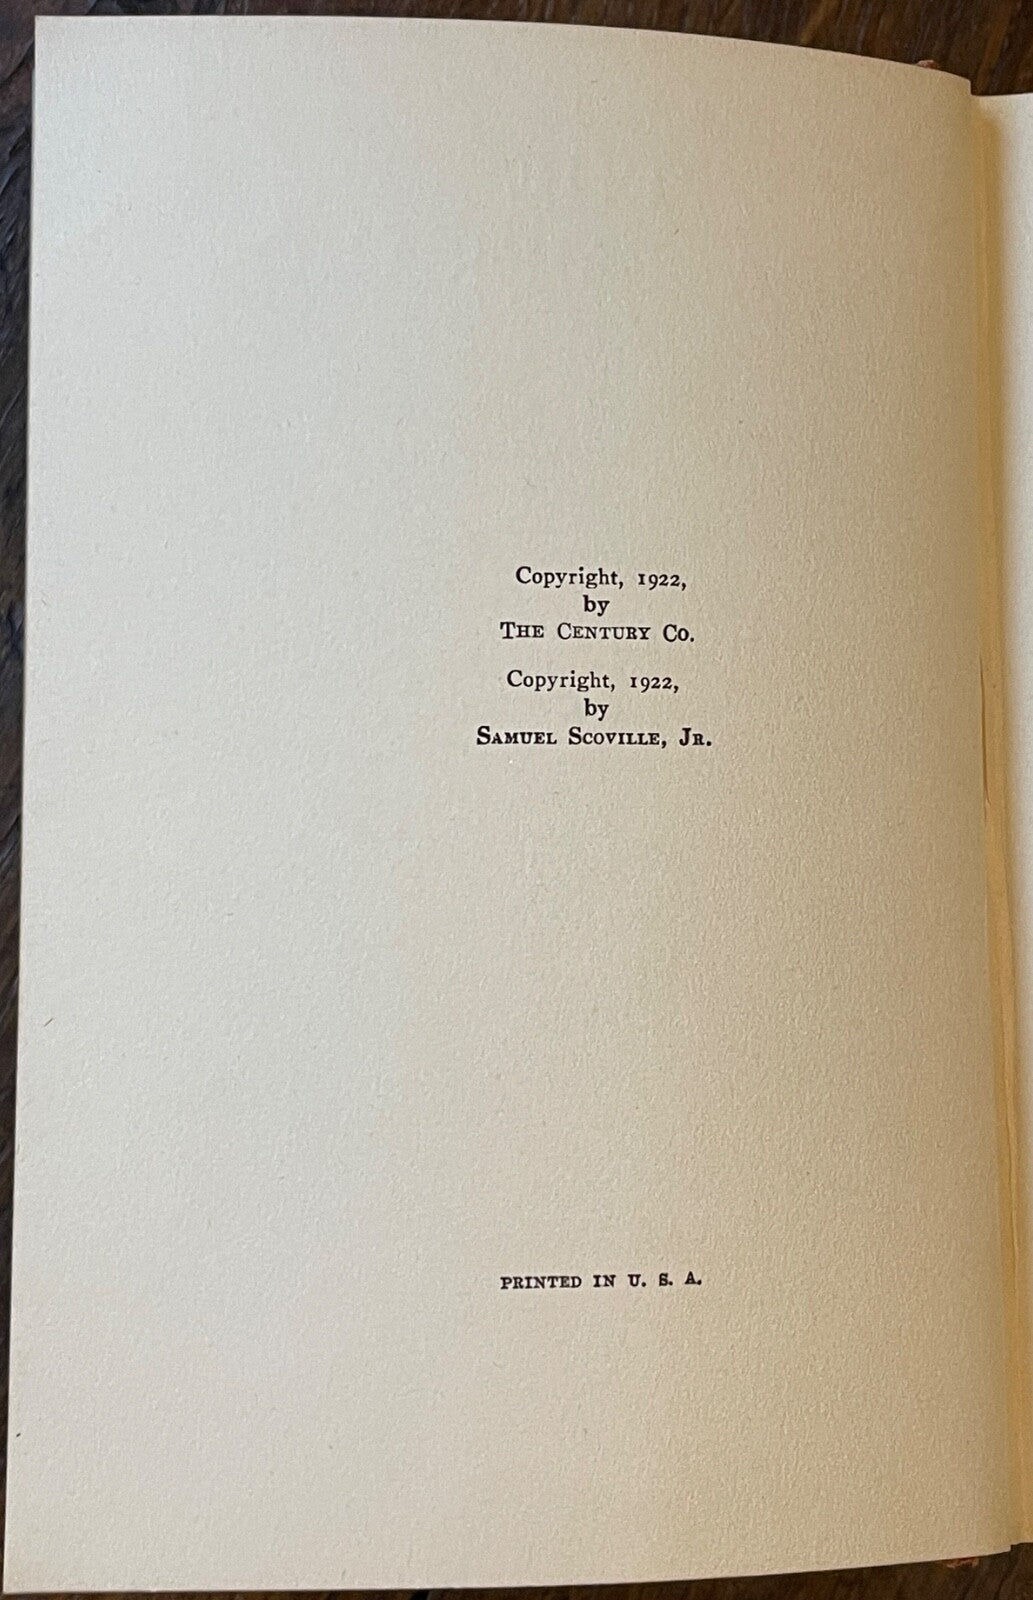 Copyright, 1922,
by
THE CENTURY CO.
Copyright, 1922,
by
SAMUEL SCOVILLE, JR.
PRINTED IN U. S. A.